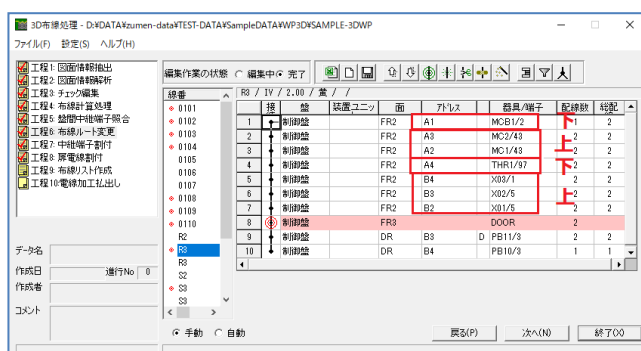 3D布線処理 - D:¥DATA¥zumen-data¥TEST-DATA¥SampleDATA¥WP3D¥SAMPLE-3DWP
ファイル(F) 設定(S) ヘルプ(H)
工程1: 図面情報抽出
工程2: 図面情報解析
工程3: チェック編集
工程4: 布線計算処理
工程5: 盤間中継端子照合
工程6: 布線ルート変更
工程7: 中継端子割付
工程8: 扉電線割付
工程9: 布線リスト作成
工程10:電線加工払出し
データ名
作成日 進行No 0
作成者
コメント
編集作業の状態 編集中 完了
線番
0101
0102
0103
0104
0105
0106
0107
0108
0109
0110
R2
R3
R3
S2
S3
S3
手動 自動
R3 / IV / 2.00 / 黄 / /
接 盤 装置ユニッ 面 アドレス 器具/端子 配線数 総配
1 制御盤 FR2 A1 MCB1/2 下 1 2
2 制御盤 FR2 A3 MC2/43 2 2
3 制御盤 FR2 A2 MC1/43 上 2 2
4 制御盤 FR2 A4 THR1/97 下 2 2
5 制御盤 FR2 B4 X03/1 2 2
6 制御盤 FR2 B3 X02/5 上 2 2
7 制御盤 FR2 B2 X01/5 2 2
8 制御盤 FR3 DOOR 2
9 制御盤 DR B3 D PB11/3 2 2
10 制御盤 DR B4 PB10/3 1 1
戻る(P) 次へ(N) 終了(X)